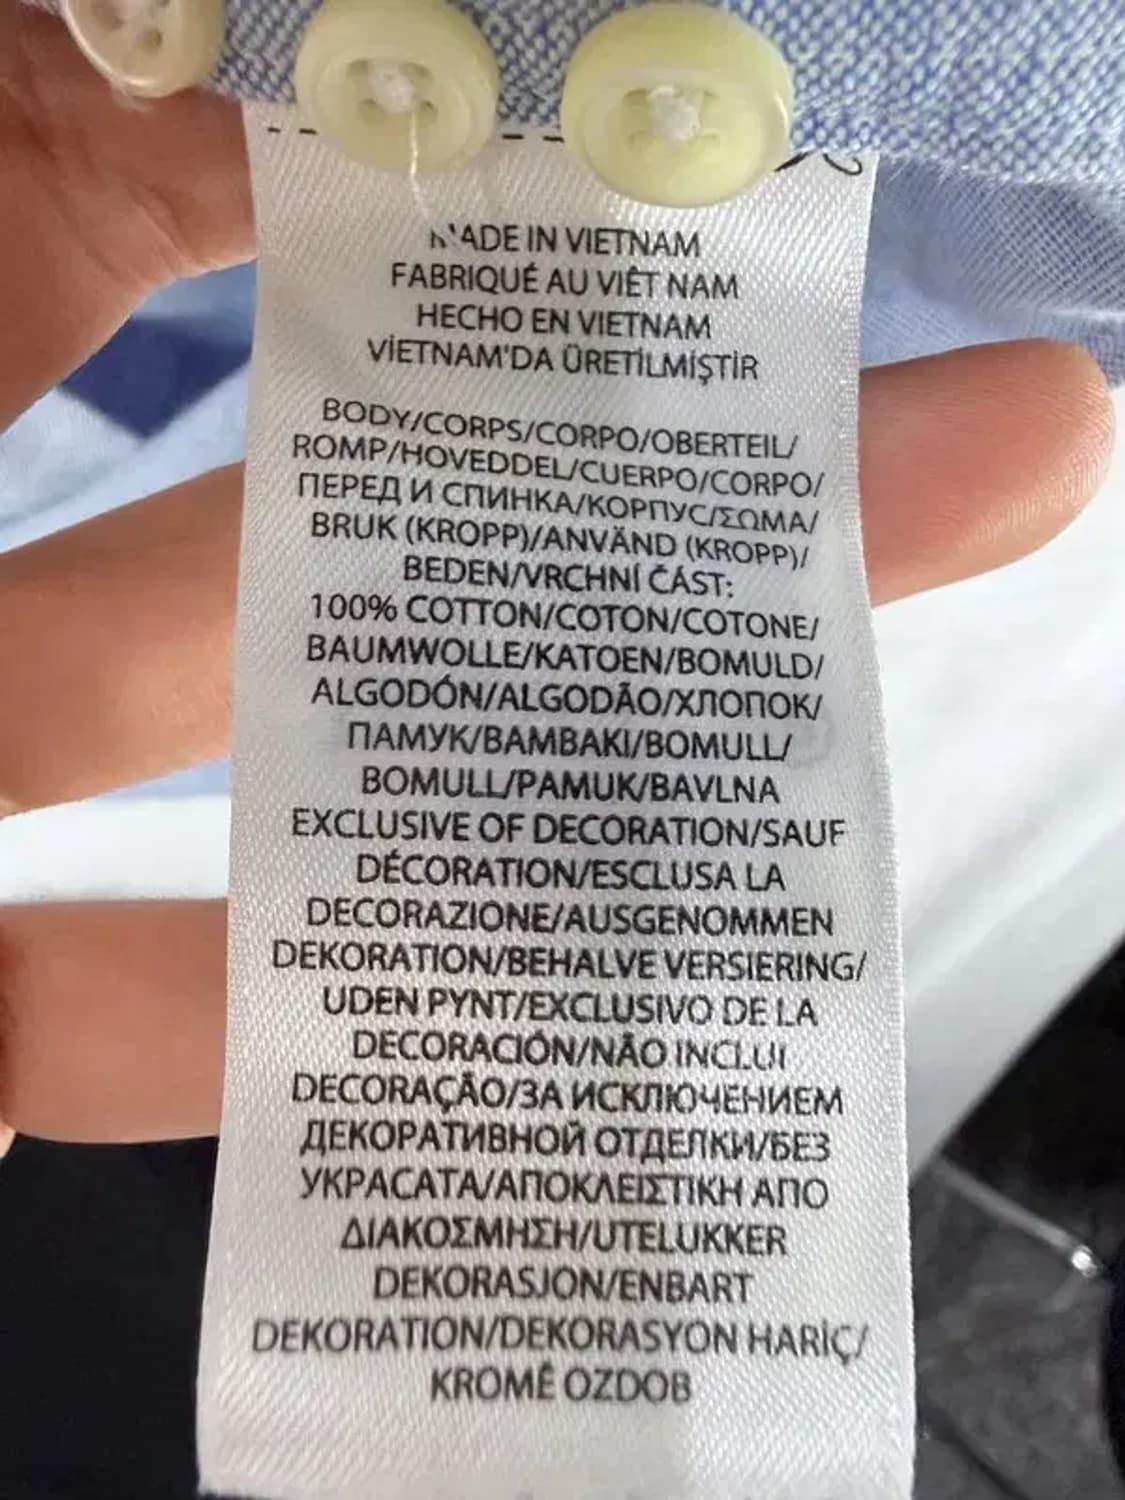 MADE IN VIETNAM
FABRIQUÉ AU VIÊT NAM
HECHO EN VIETNAM
VİETNAM'DA ÜRETİLMİŞTİR
BODY/CORPS/CORPO/OBERTEIL/
ROMP/HOVEDDEL/CUERPO/CORPO/
ПЕРЕД И СПИНКА/КОРПУС/ΣΩΜΑ/
BRUK (KROPP)/ANVÄND (KROPP)/
BEDEN/VRCHNÍ ČÁST:
100% COTTON/COTON/COTONE/
BAUMWOLLE/KATOEN/BOMULD/
ALGODÓN/ALGODÃO/ХЛОПОК/
ПАМУК/ΒΑΜΒΑΚΙ/BOMULL/
BOMULL/PAMUK/BAVLNA
EXCLUSIVE OF DECORATION/SAUF
DÉCORATION/ESCLUSA LA
DECORAZIONE/AUSGENOMMEN
DEKORATION/BEHALVE VERSIERING/
UDEN PYNT/EXCLUSIVO DE LA
DECORACIÓN/NÃO INCLUI
DECORAÇÃO/ЗА ИСКЛЮЧЕНИЕМ
ДЕКОРАТИВНОЙ ОТДЕЛКИ/БЕЗ
УКРАСАТА/ΑΠΟΚΛΕΙΣΤΙΚΗ ΑΠΟ
ΔΙΑΚΟΣΜΗΣΗ/UTELUKKER
DEKORASJON/ENBART
DEKORATION/DEKORASYON HARİÇ/
KROMĚ OZDOB